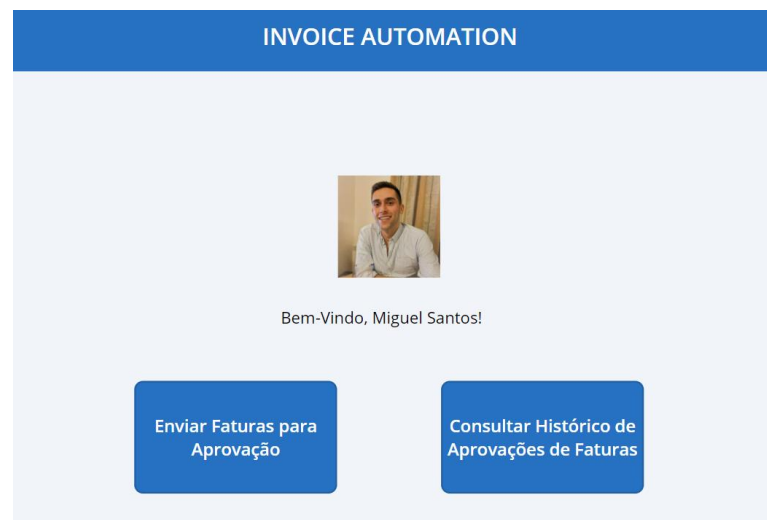 INVOICE AUTOMATION
Bem-Vindo, Miguel Santos!
Enviar Faturas para
Aprovação
Consultar Histórico de
Aprovações de Faturas